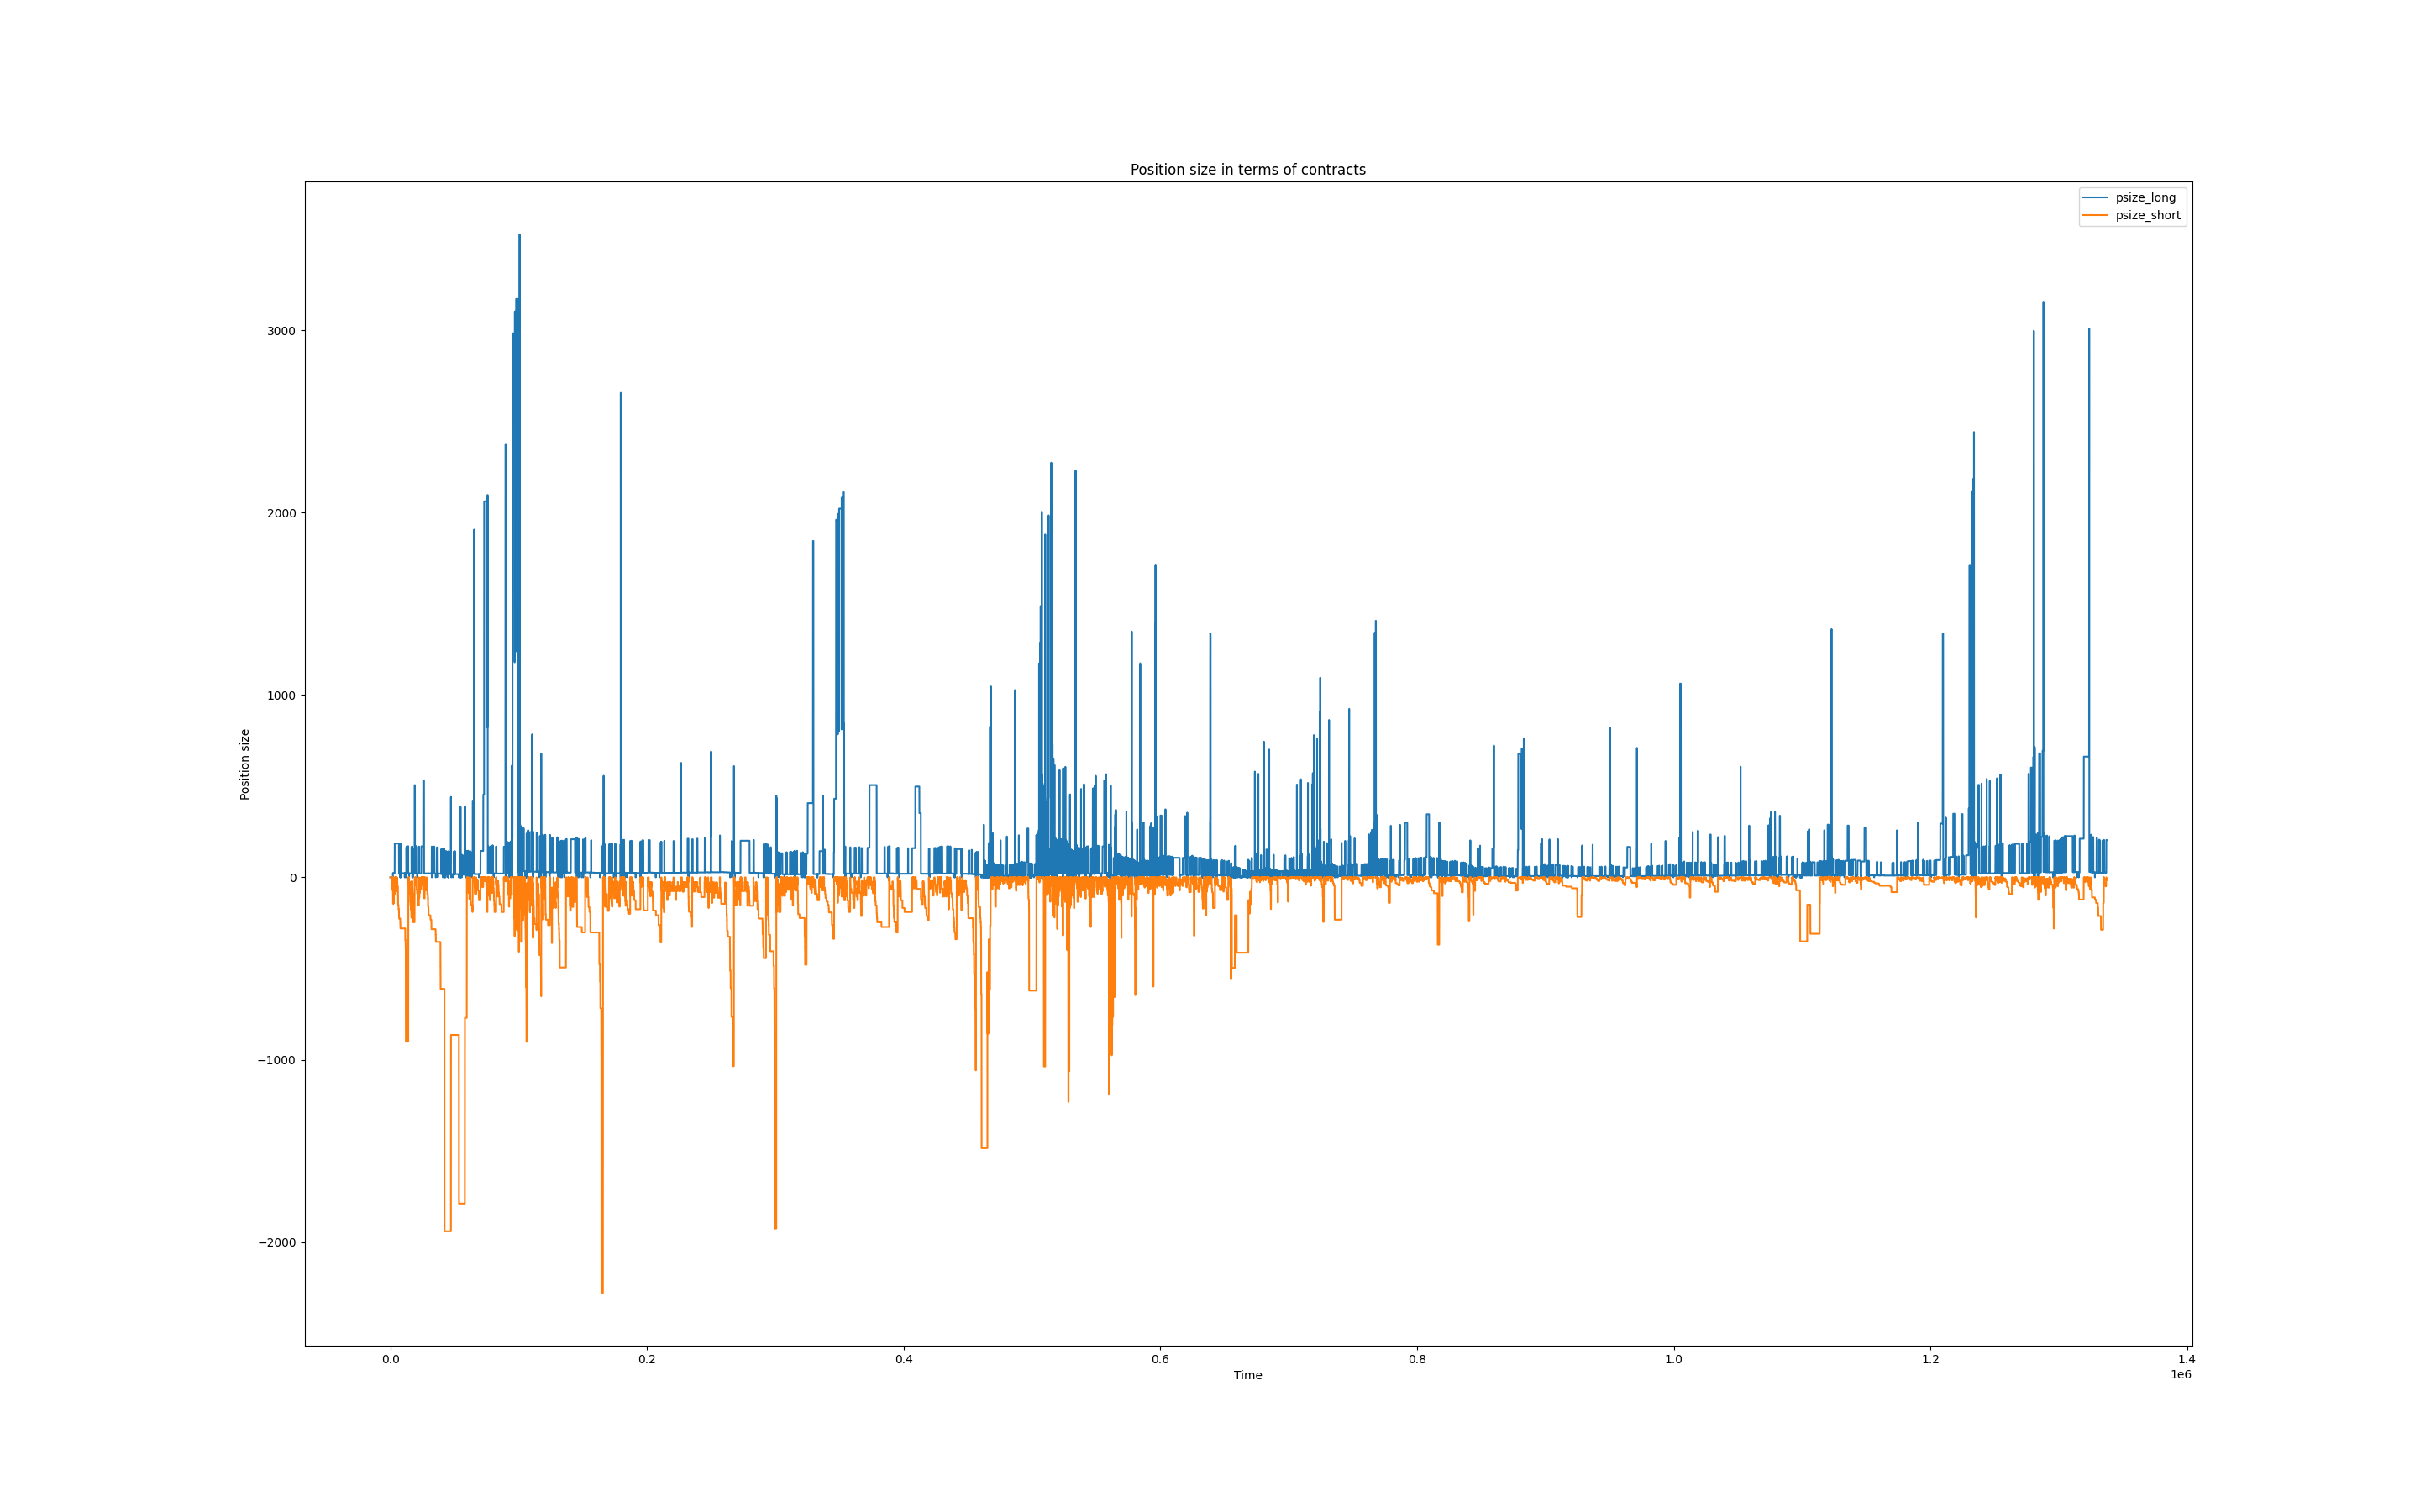 Position size in terms of contracts
psize_long
psize_short
3000
2000
1000
0
−1000
−2000
Position size
0.0
0.2
0.4
0.6
0.8
1.0
1.2
1.4
Time
1e6